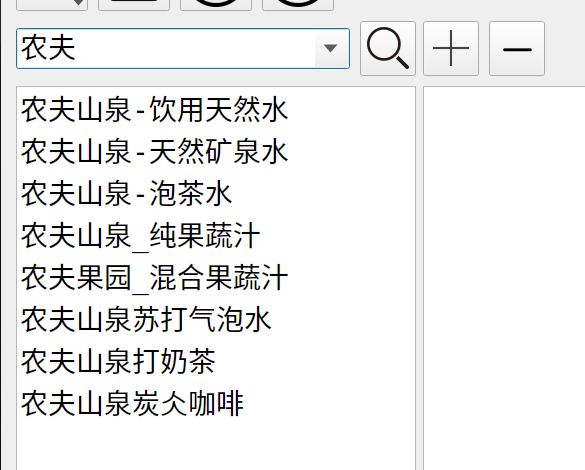 农夫
农夫山泉-饮用天然水
农夫山泉-天然矿泉水
农夫山泉-泡茶水
农夫山泉_纯果蔬汁
农夫果园_混合果蔬汁
农夫山泉苏打气泡水
农夫山泉打奶茶
农夫山泉炭仌咖啡